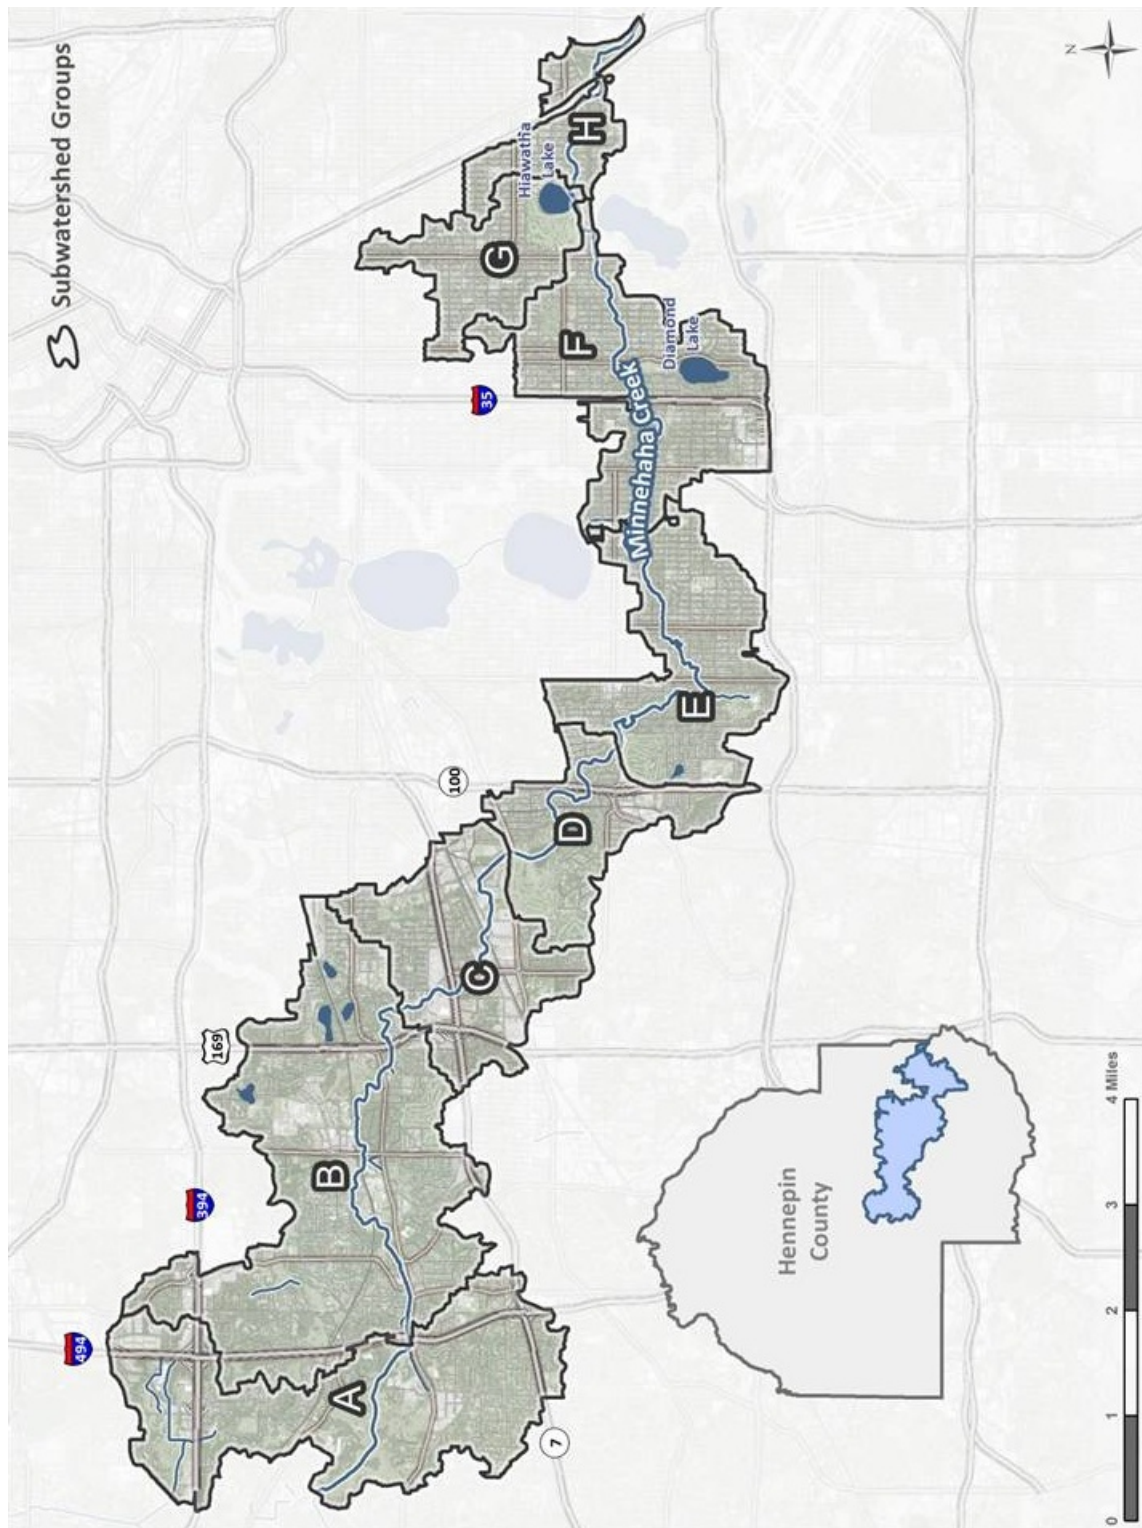 Subwatershed Groups
N
494
394
169
100
35
7
A
B
C
D
E
F
G
H
Hiawatha
Lake
Diamond
Lake
Minnehaha Creek
Hennepin
County
0 1 2 3 4 Miles